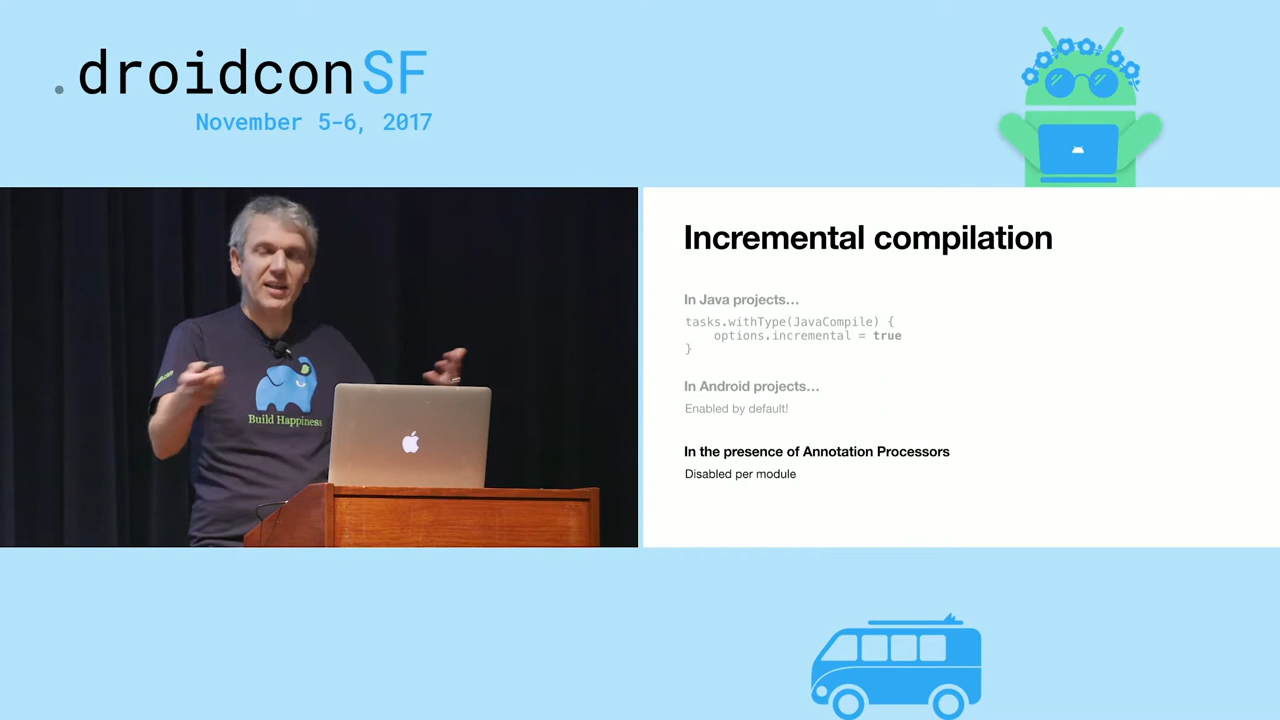 .droidconSF
November 5-6, 2017
Build Happiness
Incremental compilation
In Java projects…
tasks.withType(JavaCompile) {
    options.incremental = true
}
In Android projects…
Enabled by default!
In the presence of Annotation Processors
Disabled per module